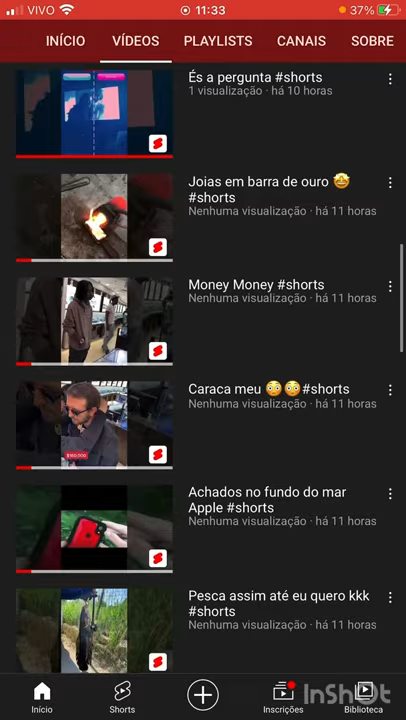 VIVO 11:33 37%
INÍCIO VÍDEOS PLAYLISTS CANAIS SOBRE
És a pergunta #shorts
1 visualização · há 10 horas
Joias em barra de ouro 🤩
#shorts
Nenhuma visualização · há 11 horas
Money Money #shorts
Nenhuma visualização · há 11 horas
Caraca meu 😳😳#shorts
Nenhuma visualização · há 11 horas
$160,000
Achados no fundo do mar
Apple #shorts
Nenhuma visualização · há 11 horas
Pesca assim até eu quero kkk
#shorts
Nenhuma visualização · há 11 horas
Início Shorts Inscrições Biblioteca
InShot